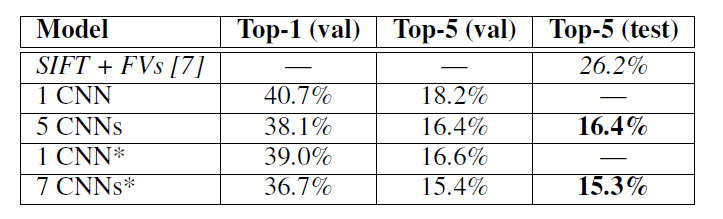 Model Top-1 (val) Top-5 (val) Top-5 (test)
SIFT + FVs [7] — — 26.2%
1 CNN 40.7% 18.2% —
5 CNNs 38.1% 16.4% 16.4%
1 CNN* 39.0% 16.6% —
7 CNNs* 36.7% 15.4% 15.3%